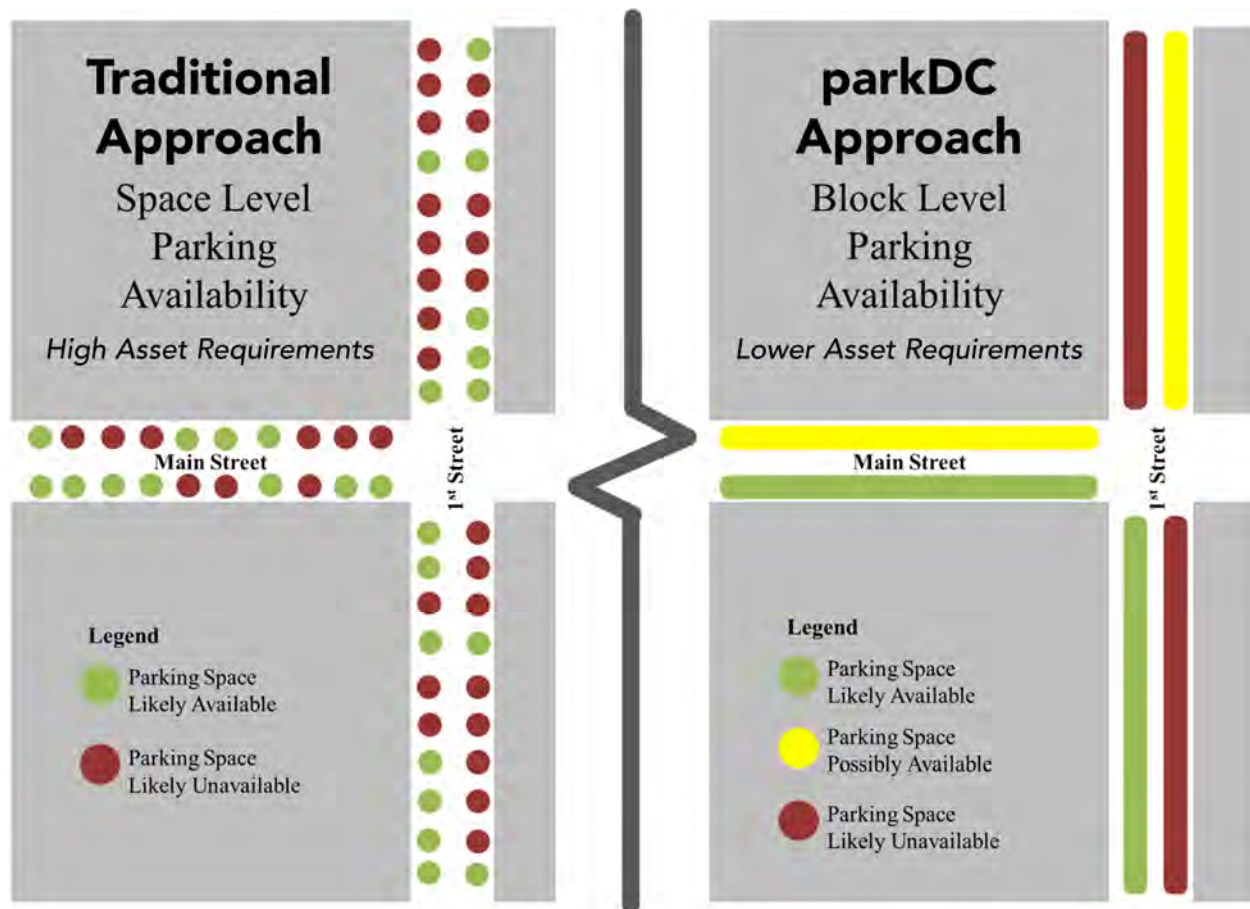 Traditional
Approach
Space Level
Parking
Availability
High Asset Requirements
Main Street
1st Street
Legend
Parking Space
Likely Available
Parking Space
Likely Unavailable
parkDC
Approach
Block Level
Parking
Availability
Lower Asset Requirements
Main Street
1st Street
Legend
Parking Space
Likely Available
Parking Space
Possibly Available
Parking Space
Likely Unavailable